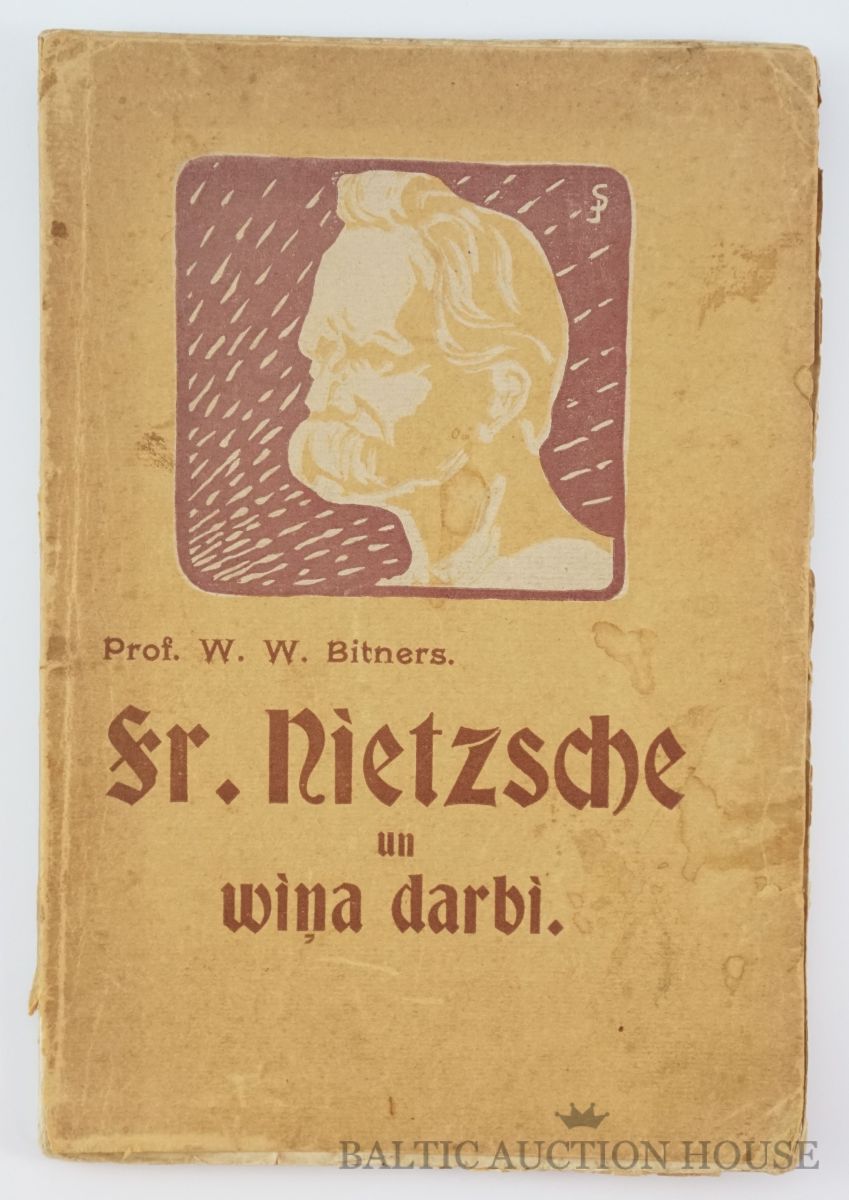 Prof. W. W. Bitners.
Fr. Nietzsche
un
wiņa darbi.
BALTIC AUCTION HOUSE